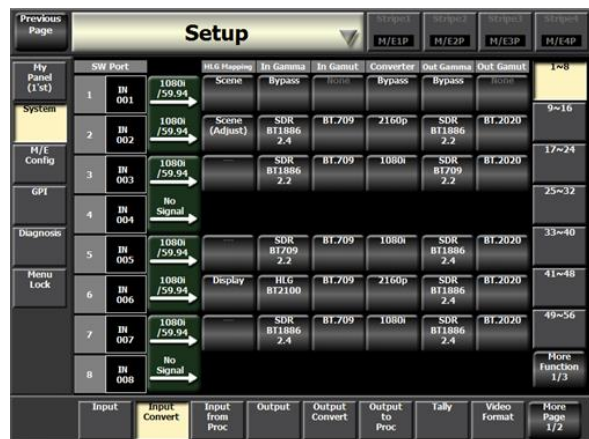 Previous
Page
Setup
Stripe1
M/E1P
Stripe2
M/E2P
Stripe3
M/E3P
Stripe4
M/E4P
My
Panel
(1'st)
System
M/E
Config
GPI
Diagnosis
Menu
Lock
SW Port HLG Mapping In Gamma In Gamut Converter Out Gamma Out Gamut
1 IN
001
1080i
/59.94
Scene
Bypass
None
Bypass
Bypass
None
2 IN
002
1080i
/59.94
Scene
(Adjust)
SDR
BT1886
2.4
BT.709
2160p
SDR
BT1886
2.2
BT.2020
3 IN
003
1080i
/59.94
---
SDR
BT1886
2.2
BT.709
1080i
SDR
BT709
2.2
BT.2020
4 IN
004
No
Signal
5 IN
005
1080i
/59.94
---
SDR
BT709
2.2
BT.709
1080i
SDR
BT1886
2.4
BT.2020
6 IN
006
1080i
/59.94
Display
HLG
BT2100
BT.709
2160p
SDR
BT1886
2.4
BT.2020
7 IN
007
1080i
/59.94
---
SDR
BT1886
2.4
BT.709
1080i
SDR
BT1886
2.4
BT.2020
8 IN
008
No
Signal
1~8
9~16
17~24
25~32
33~40
41~48
49~56
More
Function
1/3
Input
Input
Convert
Input
from
Proc
Output
Output
Convert
Output
to
Proc
Tally
Video
Format
More
Page
1/2